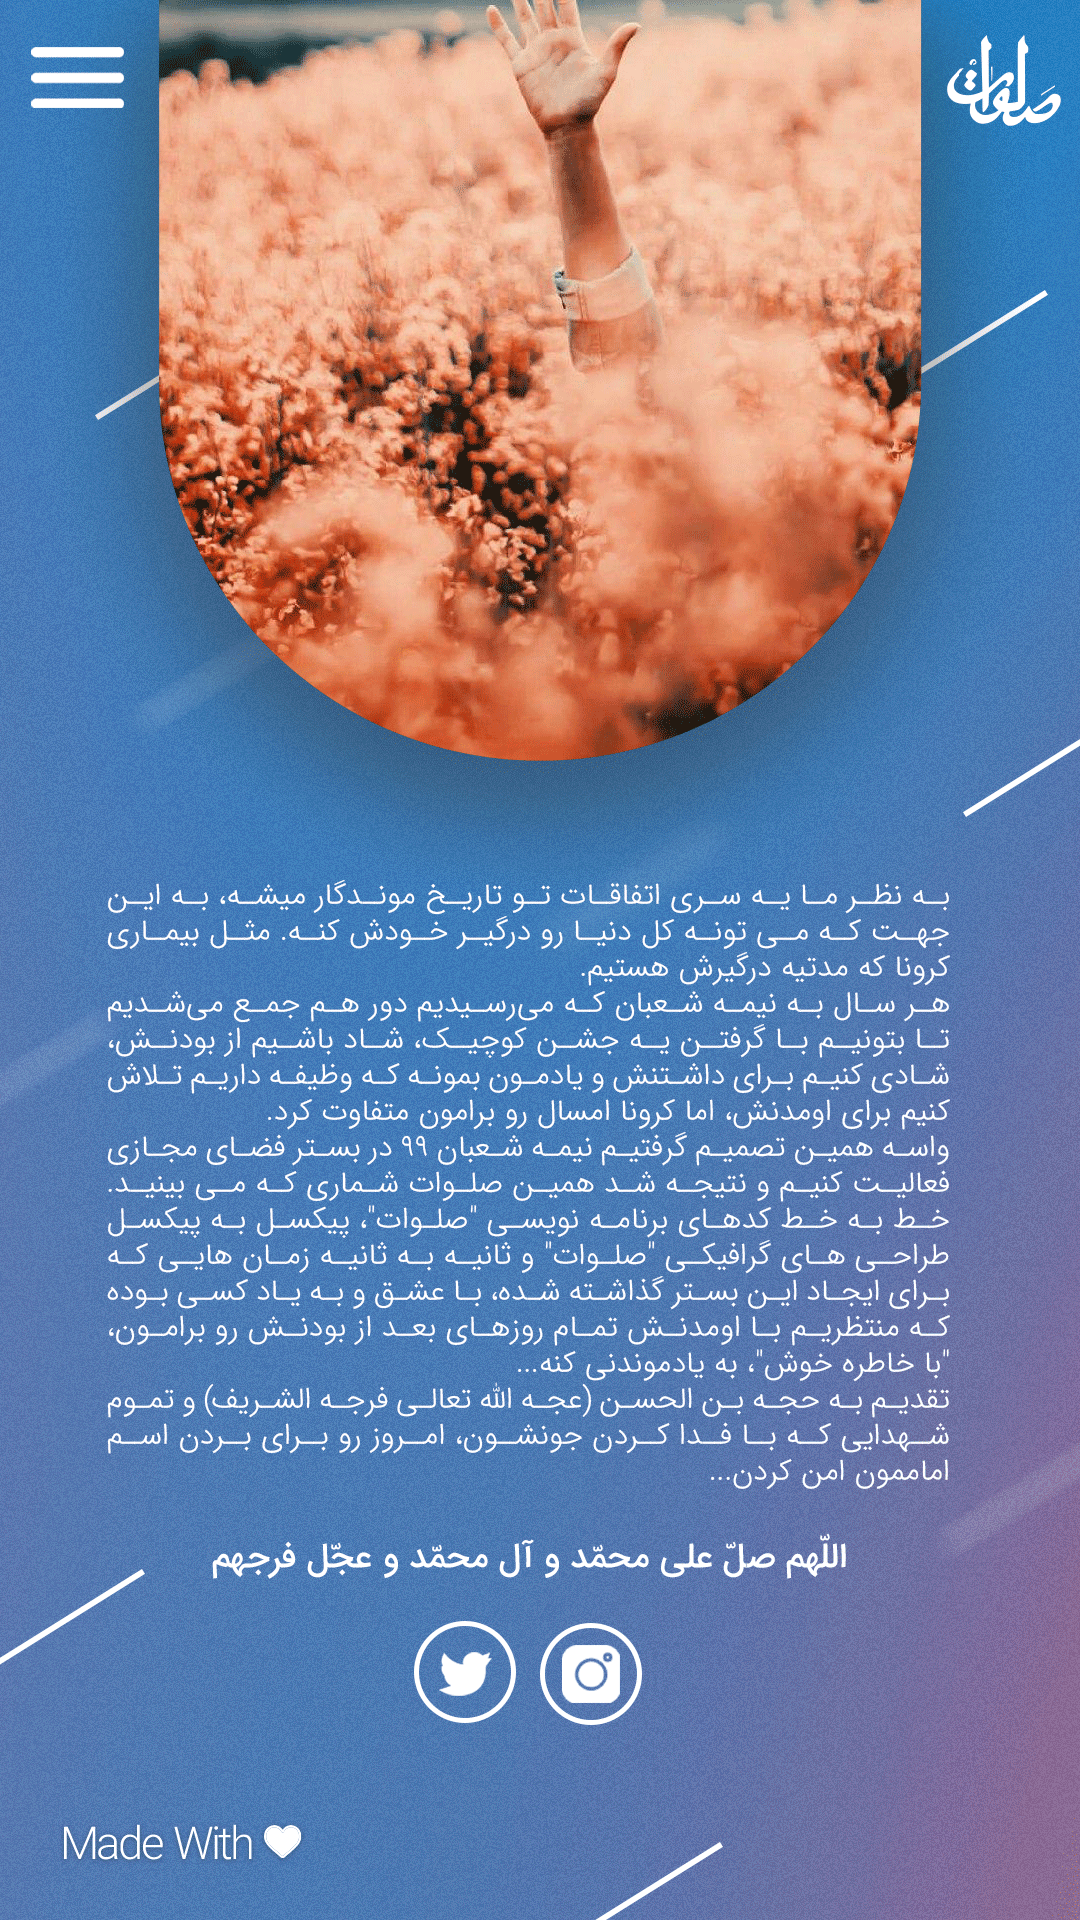 صلوات
به نظر ما یه سری اتفاقات تو تاریخ موندگار میشه، به این
جهت که می تونه کل دنیا رو درگیر خودش کنه. مثل بیماری
کرونا که مدتیه درگیرش هستیم.
هر سال به نیمه شعبان که می‌رسیدیم دور هم جمع می‌شدیم
تا بتونیم با گرفتن یه جشن کوچیک، شاد باشیم از بودنش،
شادی کنیم برای داشتنش و یادمون بمونه که وظیفه داریم تلاش
کنیم برای اومدنش، اما کرونا امسال رو برامون متفاوت کرد.
واسه همین تصمیم گرفتیم نیمه شعبان ۹۹ در بستر فضای مجازی
فعالیت کنیم و نتیجه شد همین صلوات شماری که می بینید.
خط به خط کدهای برنامه نویسی "صلوات"، پیکسل به پیکسل
طراحی های گرافیکی "صلوات" و ثانیه به ثانیه زمان هایی که
برای ایجاد این بستر گذاشته شده، با عشق و به یاد کسی بوده
که منتظریم با اومدنش تمام روزهای بعد از بودنش رو برامون،
"با خاطره خوش"، به یادموندنی کنه...
تقدیم به حجه بن الحسن (عجه الله تعالی فرجه الشریف) و تموم
شهدایی که با فدا کردن جونشون، امروز رو برای بردن اسم
اماممون امن کردن...
اللّهم صلّ علی محمّد و آل محمّد و عجّل فرجهم
Made With